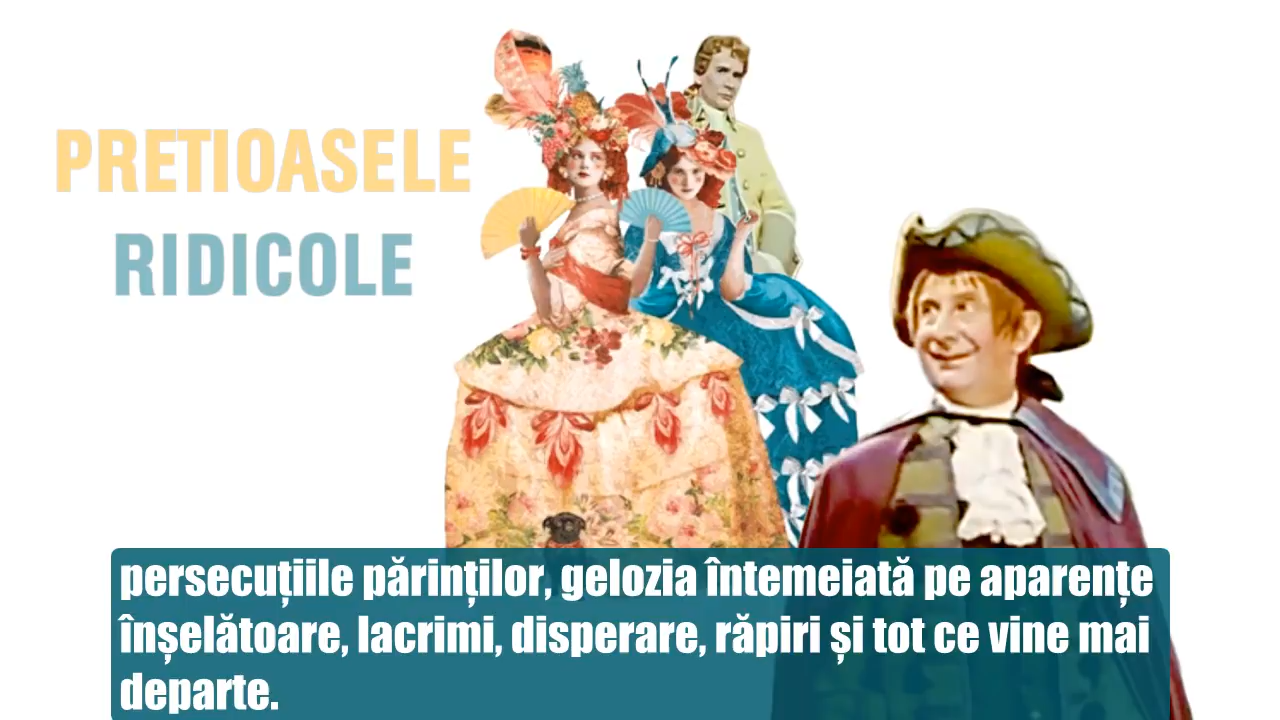 PRETIOASELE
RIDICOLE
persecuțiile părinților, gelozia întemeiată pe aparențe
înșelătoare, lacrimi, disperare, răpiri și tot ce vine mai
departe.